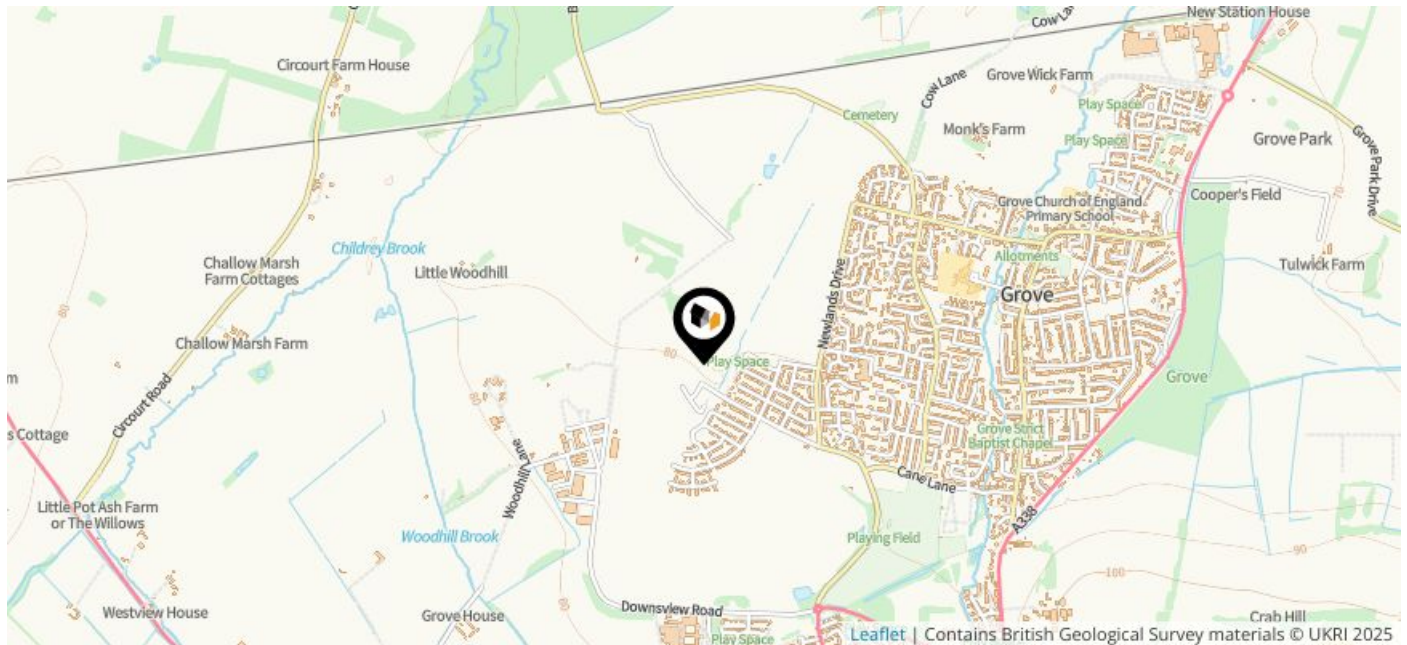 New Station House
Cow La
Circourt Farm House
Cow Lane
Grove Wick Farm
Play Space
Cemetery
Monk's Farm
Play Space
Grove Park
Grove Park Drive
Cooper's Field
Grove Church of England
Primary School
Childrey Brook
Allotments
Challow Marsh
Farm Cottages
Little Woodhill
Tulwick Farm
70
80
Grove
Newlands Drive
Challow Marsh Farm
80
Play Space
Grove
m
Circourt Road
80
s Cottage
Grove Strict
Baptist Chapel
Woodhill Lane
Cane Lane
Little Pot Ash Farm
or The Willows
A338
Woodhill Brook
Playing Field
90
100
80
Westview House
Grove House
Downsview Road
Crab Hill
Play Space
Leaflet | Contains British Geological Survey materials © UKRI 2025